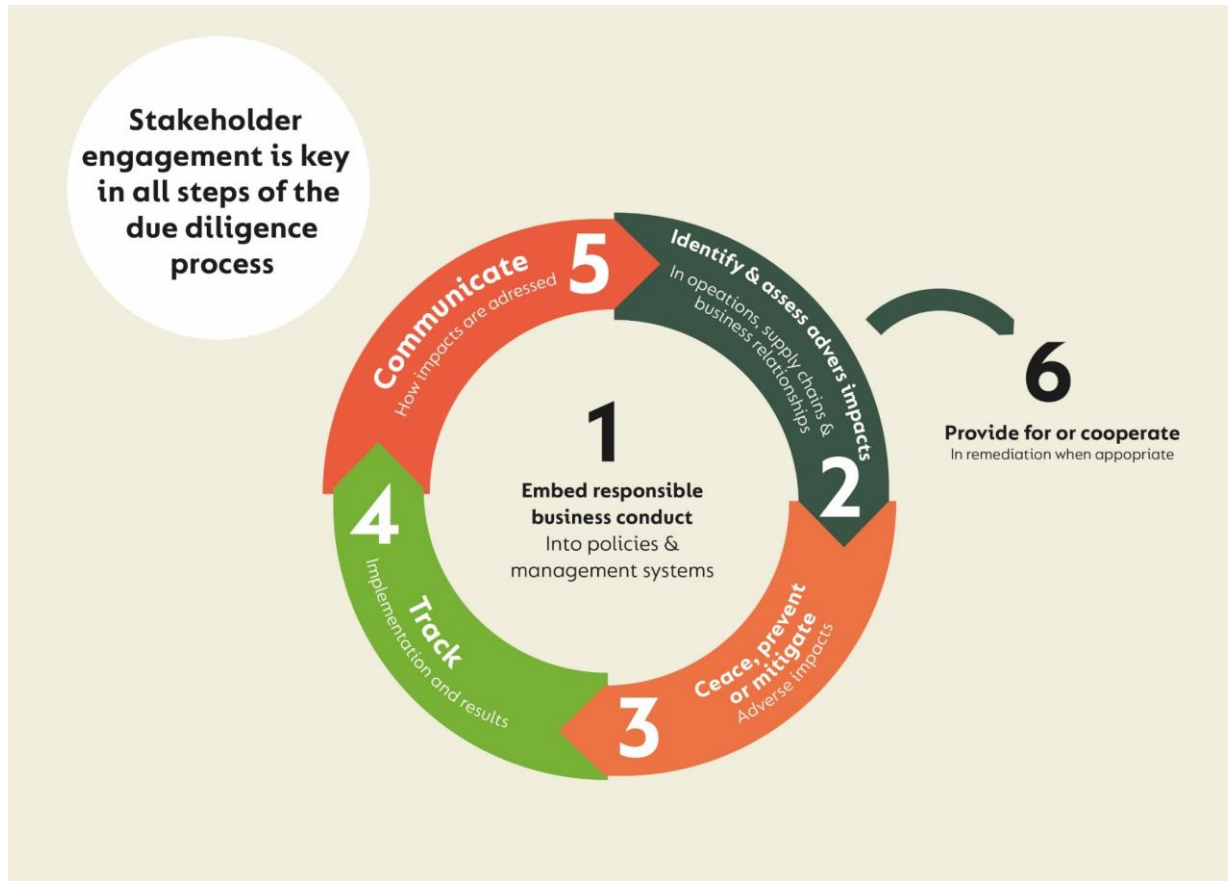 Stakeholder
engagement is key
in all steps of the
due diligence
process
1
Embed responsible
business conduct
Into policies &
management systems
Identify & assess advers impacts
In opeations, supply chains &
business relationships
2
Ceace, prevent
or mitigate
Adverse impacts
3
Track
Implementation and results
4
Communicate
How impacts are adressed
5
6
Provide for or cooperate
In remediation when appopriate